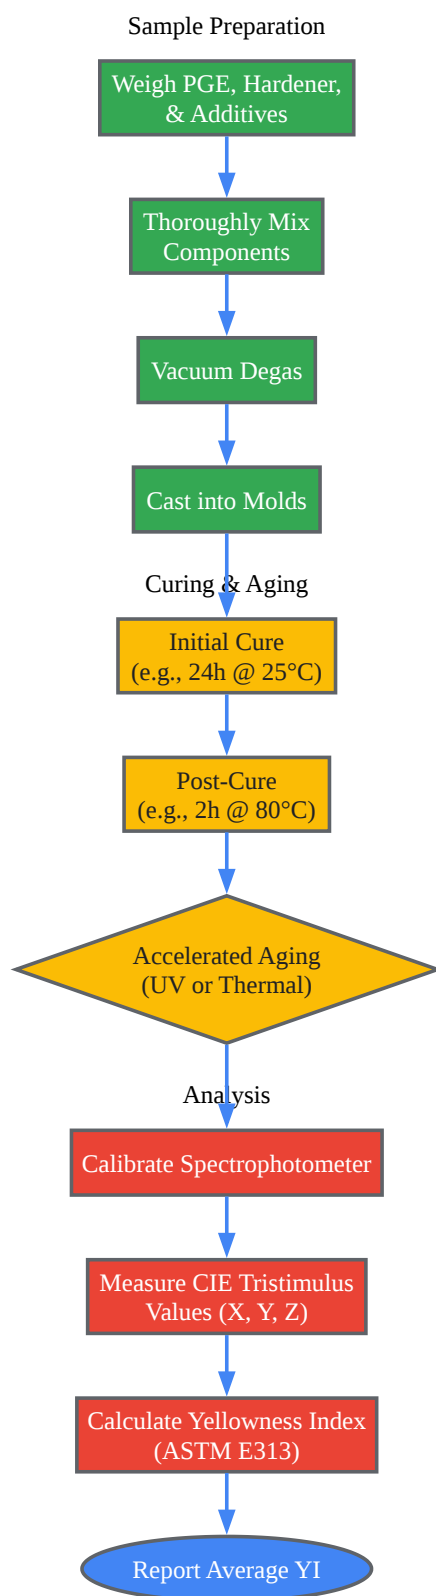 Sample Preparation
Weigh PGE, Hardener,
& Additives
Thoroughly Mix
Components
Vacuum Degas
Cast into Molds
Curing & Aging
Initial Cure
(e.g., 24h @ 25°C)
Post-Cure
(e.g., 2h @ 80°C)
Accelerated Aging
(UV or Thermal)
Analysis
Calibrate Spectrophotometer
Measure CIE Tristimulus
Values (X, Y, Z)
Calculate Yellowness Index
(ASTM E313)
Report Average YI